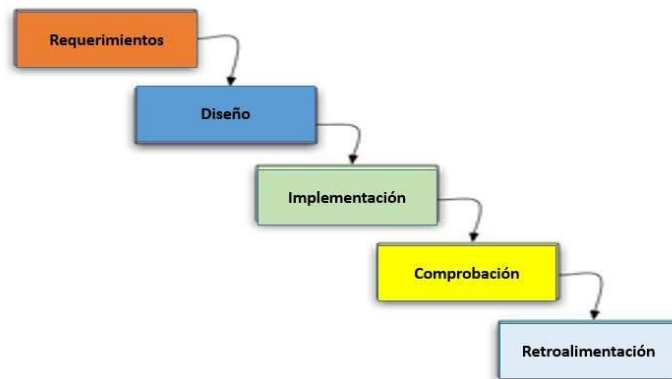 Requerimientos
Diseño
Implementación
Comprobación
Retroalimentación